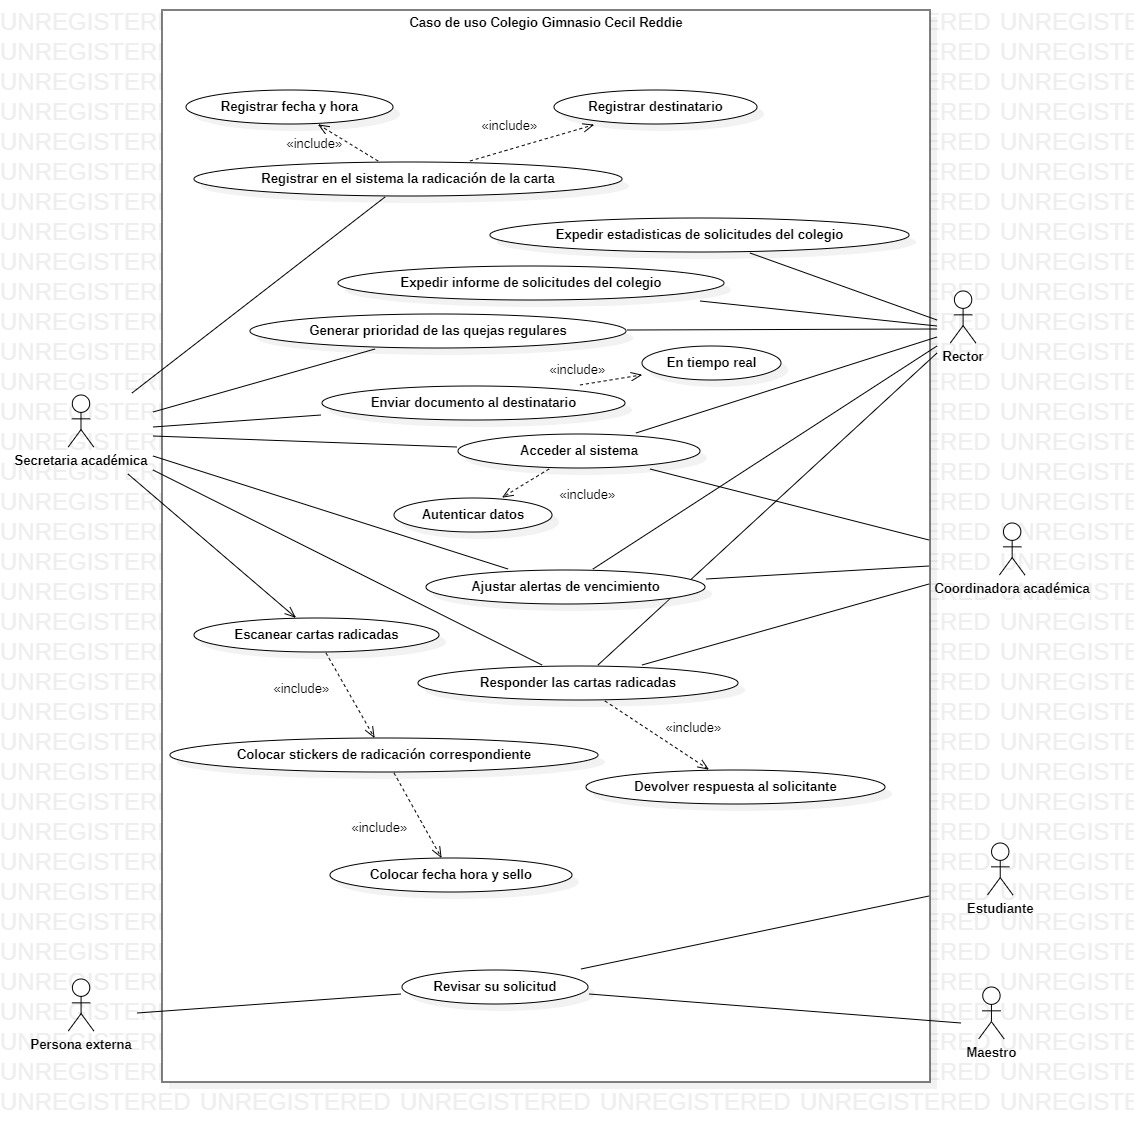 Caso de uso Colegio Gimnasio Cecil Reddie
Registrar fecha y hora
Registrar destinatario
«include»
«include»
Registrar en el sistema la radicación de la carta
Expedir estadisticas de solicitudes del colegio
Expedir informe de solicitudes del colegio
Generar prioridad de las quejas regulares
Rector
En tiempo real
«include»
Enviar documento al destinatario
Acceder al sistema
Secretaria académica
«include»
Autenticar datos
Ajustar alertas de vencimiento
Coordinadora académica
Escanear cartas radicadas
Responder las cartas radicadas
«include»
«include»
Colocar stickers de radicación correspondiente
Devolver respuesta al solicitante
«include»
Colocar fecha hora y sello
Estudiante
Revisar su solicitud
Persona externa
Maestro
UNREGISTERED UNREGISTERED UNREGISTERED UNREGISTERED UNREGISTERED UNREGISTE